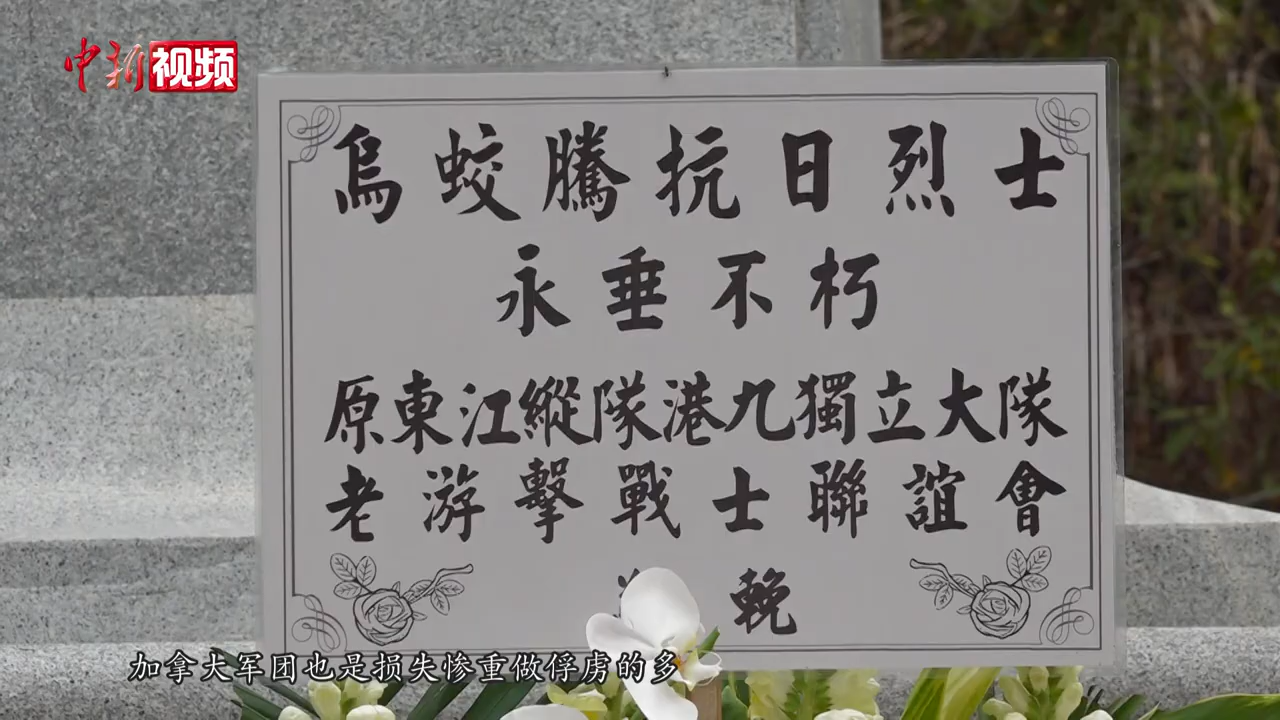 中新视频
烏蛟騰抗日烈士
永垂不朽
原東江縱隊港九獨立大隊
老游擊戰士聯誼會
輓
加拿大军团也是损失惨重做俘虏的多